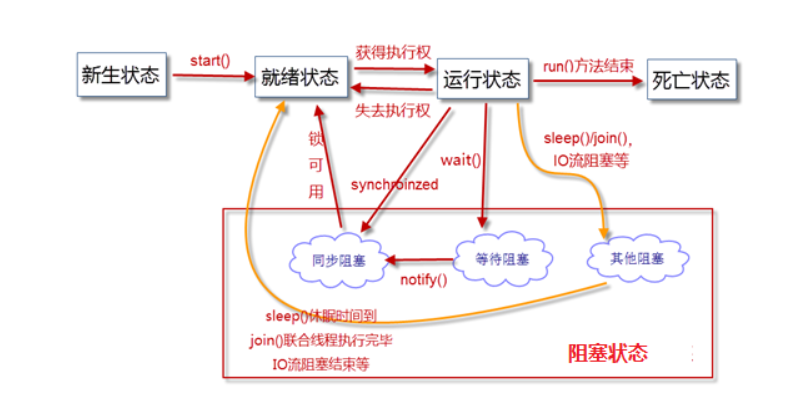 新生状态
start()
就绪状态
获得执行权
失去执行权
运行状态
run()方法结束
死亡状态
锁
可
用
synchroinzed
wait()
sleep()/join(),
IO流阻塞等
同步阻塞
notify()
等待阻塞
其他阻塞
sleep()休眠时间到
join()联合线程执行完毕
IO流阻塞结束等
阻塞状态